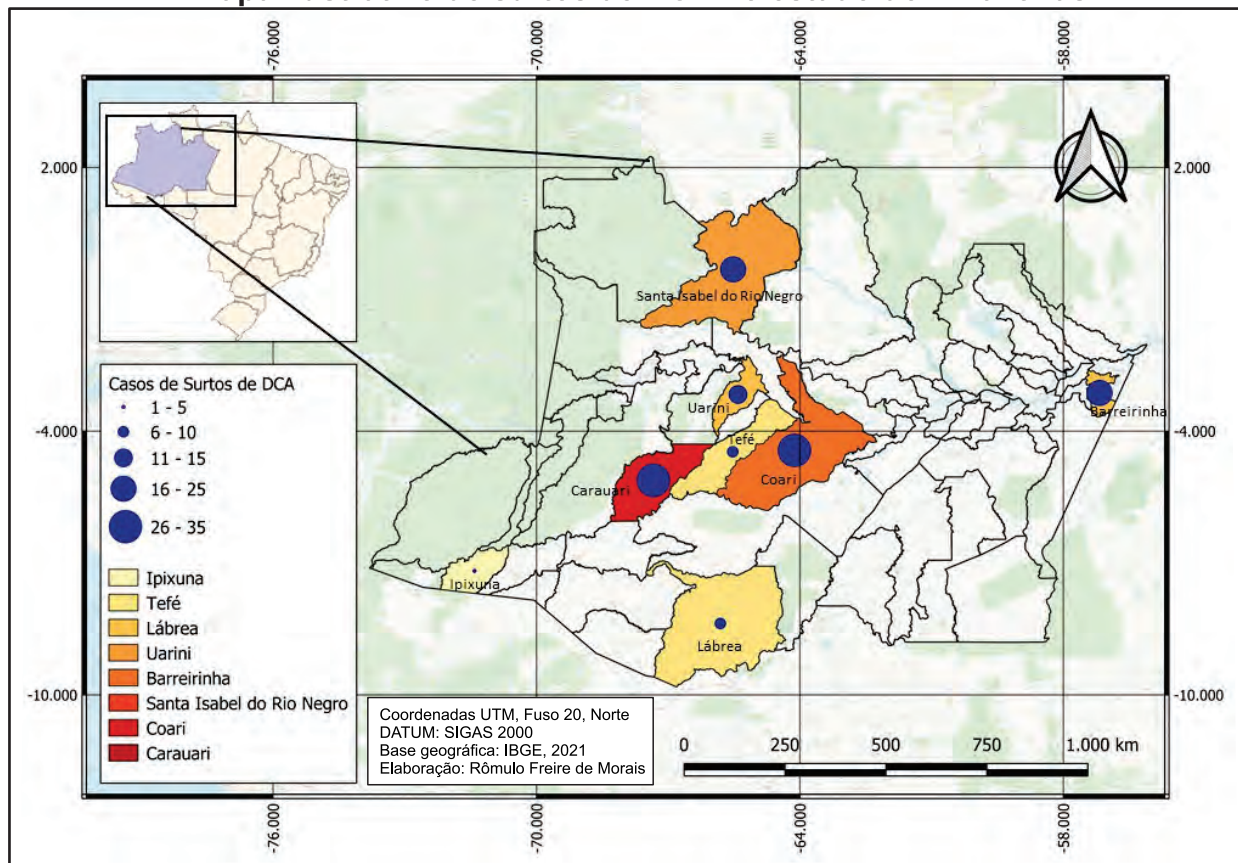 -76.000
-70.000
-64.000
-58.000
2.000
2.000
Santa Isabel do Rio Negro
Casos de Surtos de DCA
1 - 5
6 - 10
11 - 15
16 - 25
26 - 35
Uarini
Barreirinha
-4.000
-4.000
Tefé
Carauari
Coari
Ipixuna
Lábrea
Ipixuna
Tefé
Lábrea
Uarini
Barreirinha
Santa Isabel do Rio Negro
Coari
Carauari
-10.000
-10.000
Coordenadas UTM, Fuso 20, Norte
DATUM: SIGAS 2000
Base geográfica: IBGE, 2021
Elaboração: Rômulo Freire de Morais
0 250 500 750 1.000 km
-76.000
-70.000
-64.000
-58.000